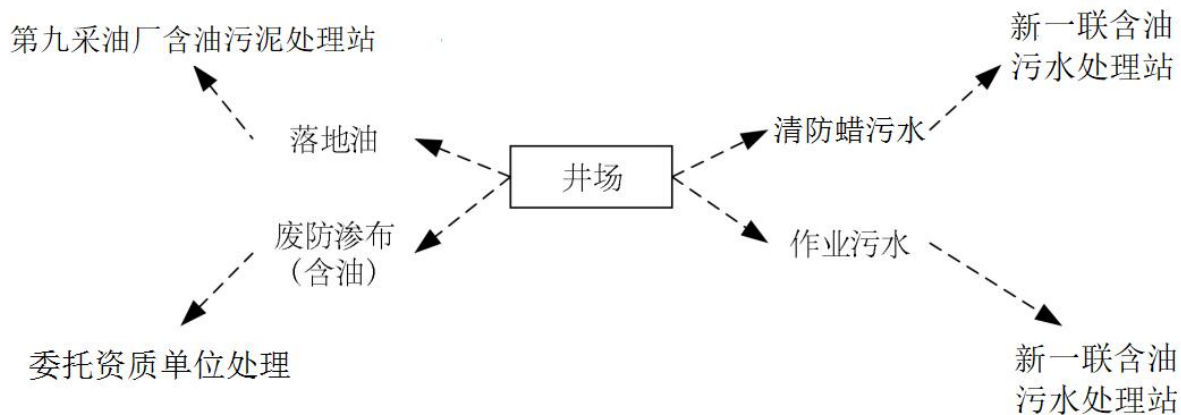 第九采油厂含油污泥处理站
新一联含油
污水处理站
落地油
清防蜡污水
井场
废防渗布
（含油）
作业污水
委托资质单位处理
新一联含油
污水处理站